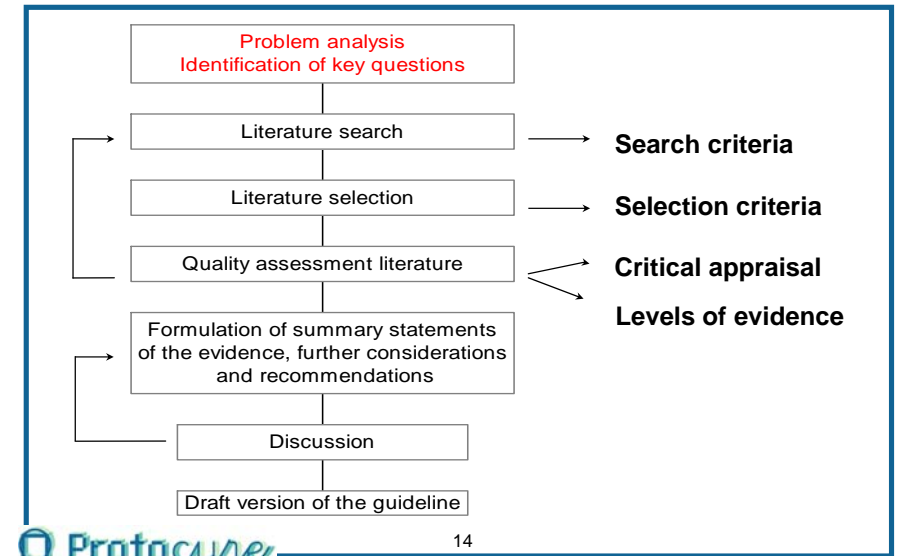 Problem analysis
Identification of key questions
Literature search
Search criteria
Literature selection
Selection criteria
Quality assessment literature
Critical appraisal
Levels of evidence
Formulation of summary statements
of the evidence, further considerations
and recommendations
Discussion
Draft version of the guideline
14